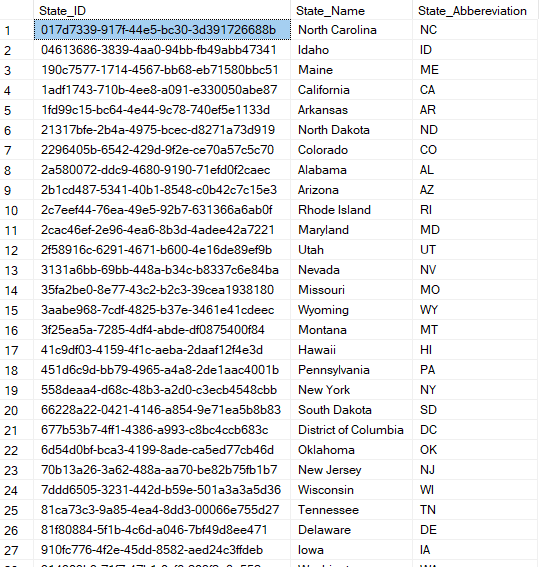 State_ID State_Name State_Abbereviation
1 017d7339-917f-44e5-bc30-3d391726688b North Carolina NC
2 04613686-3839-4aa0-94bb-fb49abb47341 Idaho ID
3 190c7577-1714-4567-bb68-eb71580bbc51 Maine ME
4 1adf1743-710b-4ee8-a091-e330050abe87 California CA
5 1fd99c15-bc64-4e44-9c78-740ef5e1133d Arkansas AR
6 21317bfe-2b4a-4975-bcec-d8271a73d919 North Dakota ND
7 2296405b-6542-429d-9f2e-ce70a57c5c70 Colorado CO
8 2a580072-ddc9-4680-9190-71efd0f2caec Alabama AL
9 2b1cd487-5341-40b1-8548-c0b42c7c15e3 Arizona AZ
10 2c7eef44-76ea-49e5-92b7-631366a6ab0f Rhode Island RI
11 2cac46ef-2e96-4ea6-8b3d-4adee42a7221 Maryland MD
12 2f58916c-6291-4671-b600-4e16de89ef9b Utah UT
13 3131a6bb-69bb-448a-b34c-b8337c6e84ba Nevada NV
14 35fa2be0-8e77-43c2-b2c3-39cea1938180 Missouri MO
15 3aabe968-7cdf-4825-b37e-3461e41cdeec Wyoming WY
16 3f25ea5a-7285-4df4-abde-df0875400f84 Montana MT
17 41c9df03-4159-4f1c-aeba-2daaf12f4e3d Hawaii HI
18 451d6c9d-bb79-4965-a4a8-2de1aac4001b Pennsylvania PA
19 558deaa4-d68c-48b3-a2d0-c3ecb4548cbb New York NY
20 66228a22-0421-4146-a854-9e71ea5b8b83 South Dakota SD
21 677b53b7-4ff1-4386-a993-c8bc4ccb683c District of Columbia DC
22 6d54d0bf-bca3-4199-8ade-ca5ed77cb46d Oklahoma OK
23 70b13a26-3a62-488a-aa70-be82b75fb1b7 New Jersey NJ
24 7ddd6505-3231-442d-b59e-501a3a3a5d36 Wisconsin WI
25 81ca73c3-9a85-4ea4-8dd3-00066e755d27 Tennessee TN
26 81f80884-5f1b-4c6d-a046-7bf49d8ee471 Delaware DE
27 910fc776-4f2e-45dd-8582-aed24c3ffdeb Iowa IA